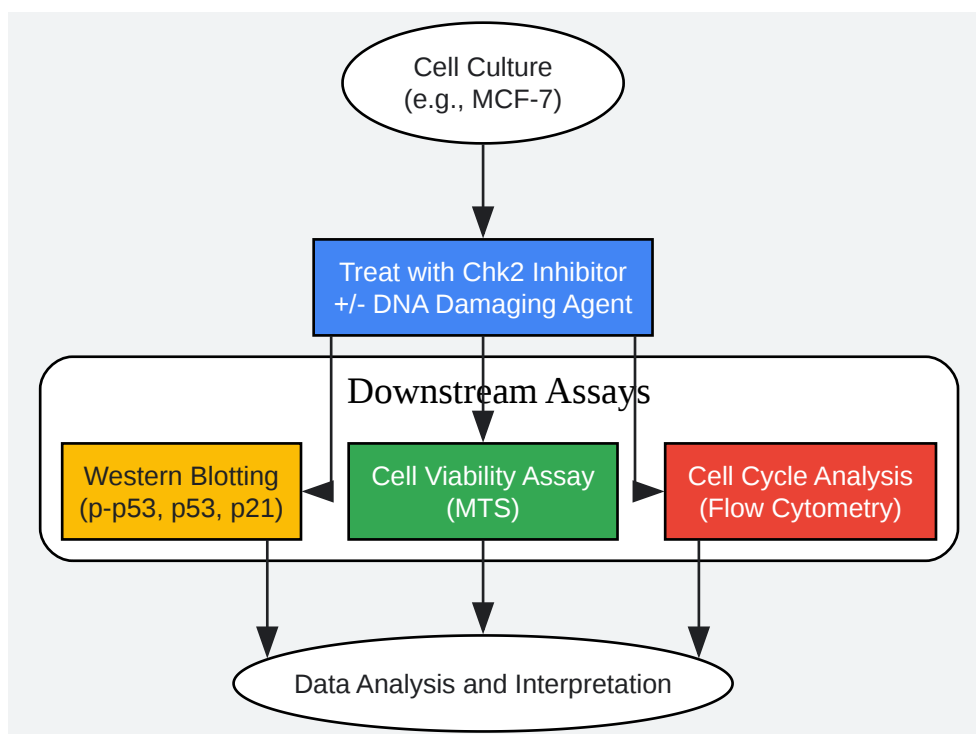 Cell Culture
(e.g., MCF-7)
Treat with Chk2 Inhibitor
+/- DNA Damaging Agent
Downstream Assays
Western Blotting
(p-p53, p53, p21)
Cell Viability Assay
(MTS)
Cell Cycle Analysis
(Flow Cytometry)
Data Analysis and Interpretation